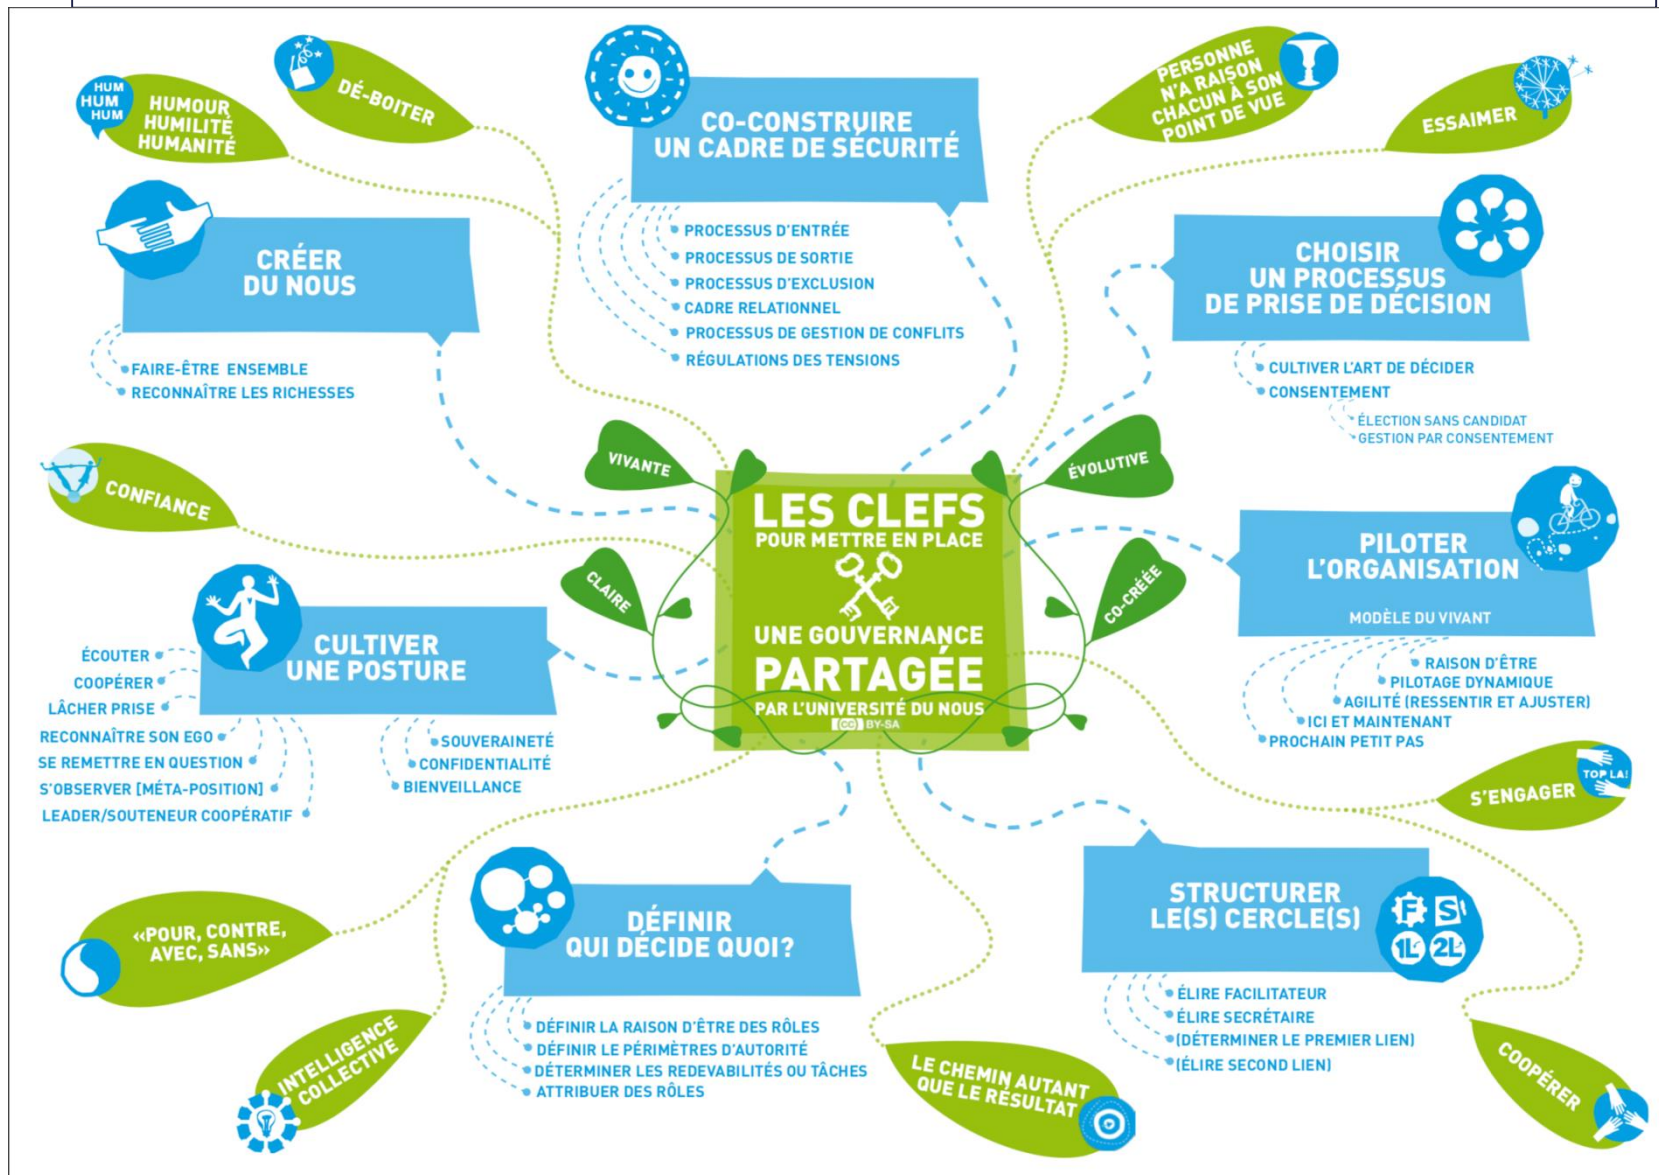 HUM
HUM
HUM
HUMOUR
HUMILITÉ
HUMANITÉ
DÉ-BOITER
CO-CONSTRUIRE
UN CADRE DE SÉCURITÉ
PROCESSUS D'ENTRÉE
PROCESSUS DE SORTIE
PROCESSUS D'EXCLUSION
CADRE RELATIONNEL
PROCESSUS DE GESTION DE CONFLITS
RÉGULATIONS DES TENSIONS
PERSONNE
N'A RAISON
CHACUN À SON
POINT DE VUE
ESSAIMER
CRÉER
DU NOUS
FAIRE-ÊTRE ENSEMBLE
RECONNAÎTRE LES RICHESSES
CHOISIR
UN PROCESSUS
DE PRISE DE DÉCISION
CULTIVER L'ART DE DÉCIDER
CONSENTEMENT
ÉLECTION SANS CANDIDAT
GESTION PAR CONSENTEMENT
CONFIANCE
VIVANTE
ÉVOLUTIVE
CLAIRE
CO-CRÉÉE
LES CLEFS
POUR METTRE EN PLACE
UNE GOUVERNANCE
PARTAGÉE
PAR L'UNIVERSITÉ DU NOUS
(CC) BY-SA
PILOTER
L'ORGANISATION
MODÈLE DU VIVANT
RAISON D'ÊTRE
PILOTAGE DYNAMIQUE
AGILITÉ (RESSENTIR ET AJUSTER)
ICI ET MAINTENANT
PROCHAIN PETIT PAS
CULTIVER
UNE POSTURE
ÉCOUTER
COOPÉRER
LÂCHER PRISE
RECONNAÎTRE SON EGO
SE REMETTRE EN QUESTION
S'OBSERVER [MÉTA-POSITION]
LEADER/SOUTENEUR COOPÉRATIF
SOUVERAINETÉ
CONFIDENTIALITÉ
BIENVEILLANCE
S'ENGAGER
TOP LA!
«POUR, CONTRE,
AVEC, SANS»
DÉFINIR
QUI DÉCIDE QUOI?
DÉFINIR LA RAISON D'ÊTRE DES RÔLES
DÉFINIR LE PÉRIMÈTRES D'AUTORITÉ
DÉTERMINER LES REDEVABILITÉS OU TÂCHES
ATTRIBUER DES RÔLES
STRUCTURER
LE(S) CERCLE(S)
F S
1L 2L
ÉLIRE FACILITATEUR
ÉLIRE SECRÉTAIRE
(DÉTERMINER LE PREMIER LIEN)
(ÉLIRE SECOND LIEN)
INTELLIGENCE
COLLECTIVE
LE CHEMIN AUTANT
QUE LE RÉSULTAT
COOPÉRER